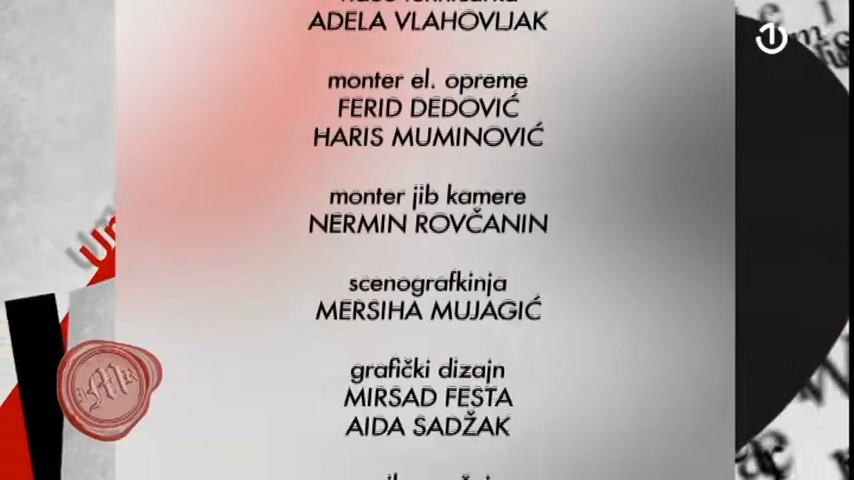 ADELA VLAHOVLJAK
monter el. opreme
FERID DEDOVIĆ
HARIS MUMINOVIĆ
monter jib kamere
NERMIN ROVČANIN
scenografkinja
MERSIHA MUJAGIĆ
grafički dizajn
MIRSAD FESTA
AIDA SADŽAK